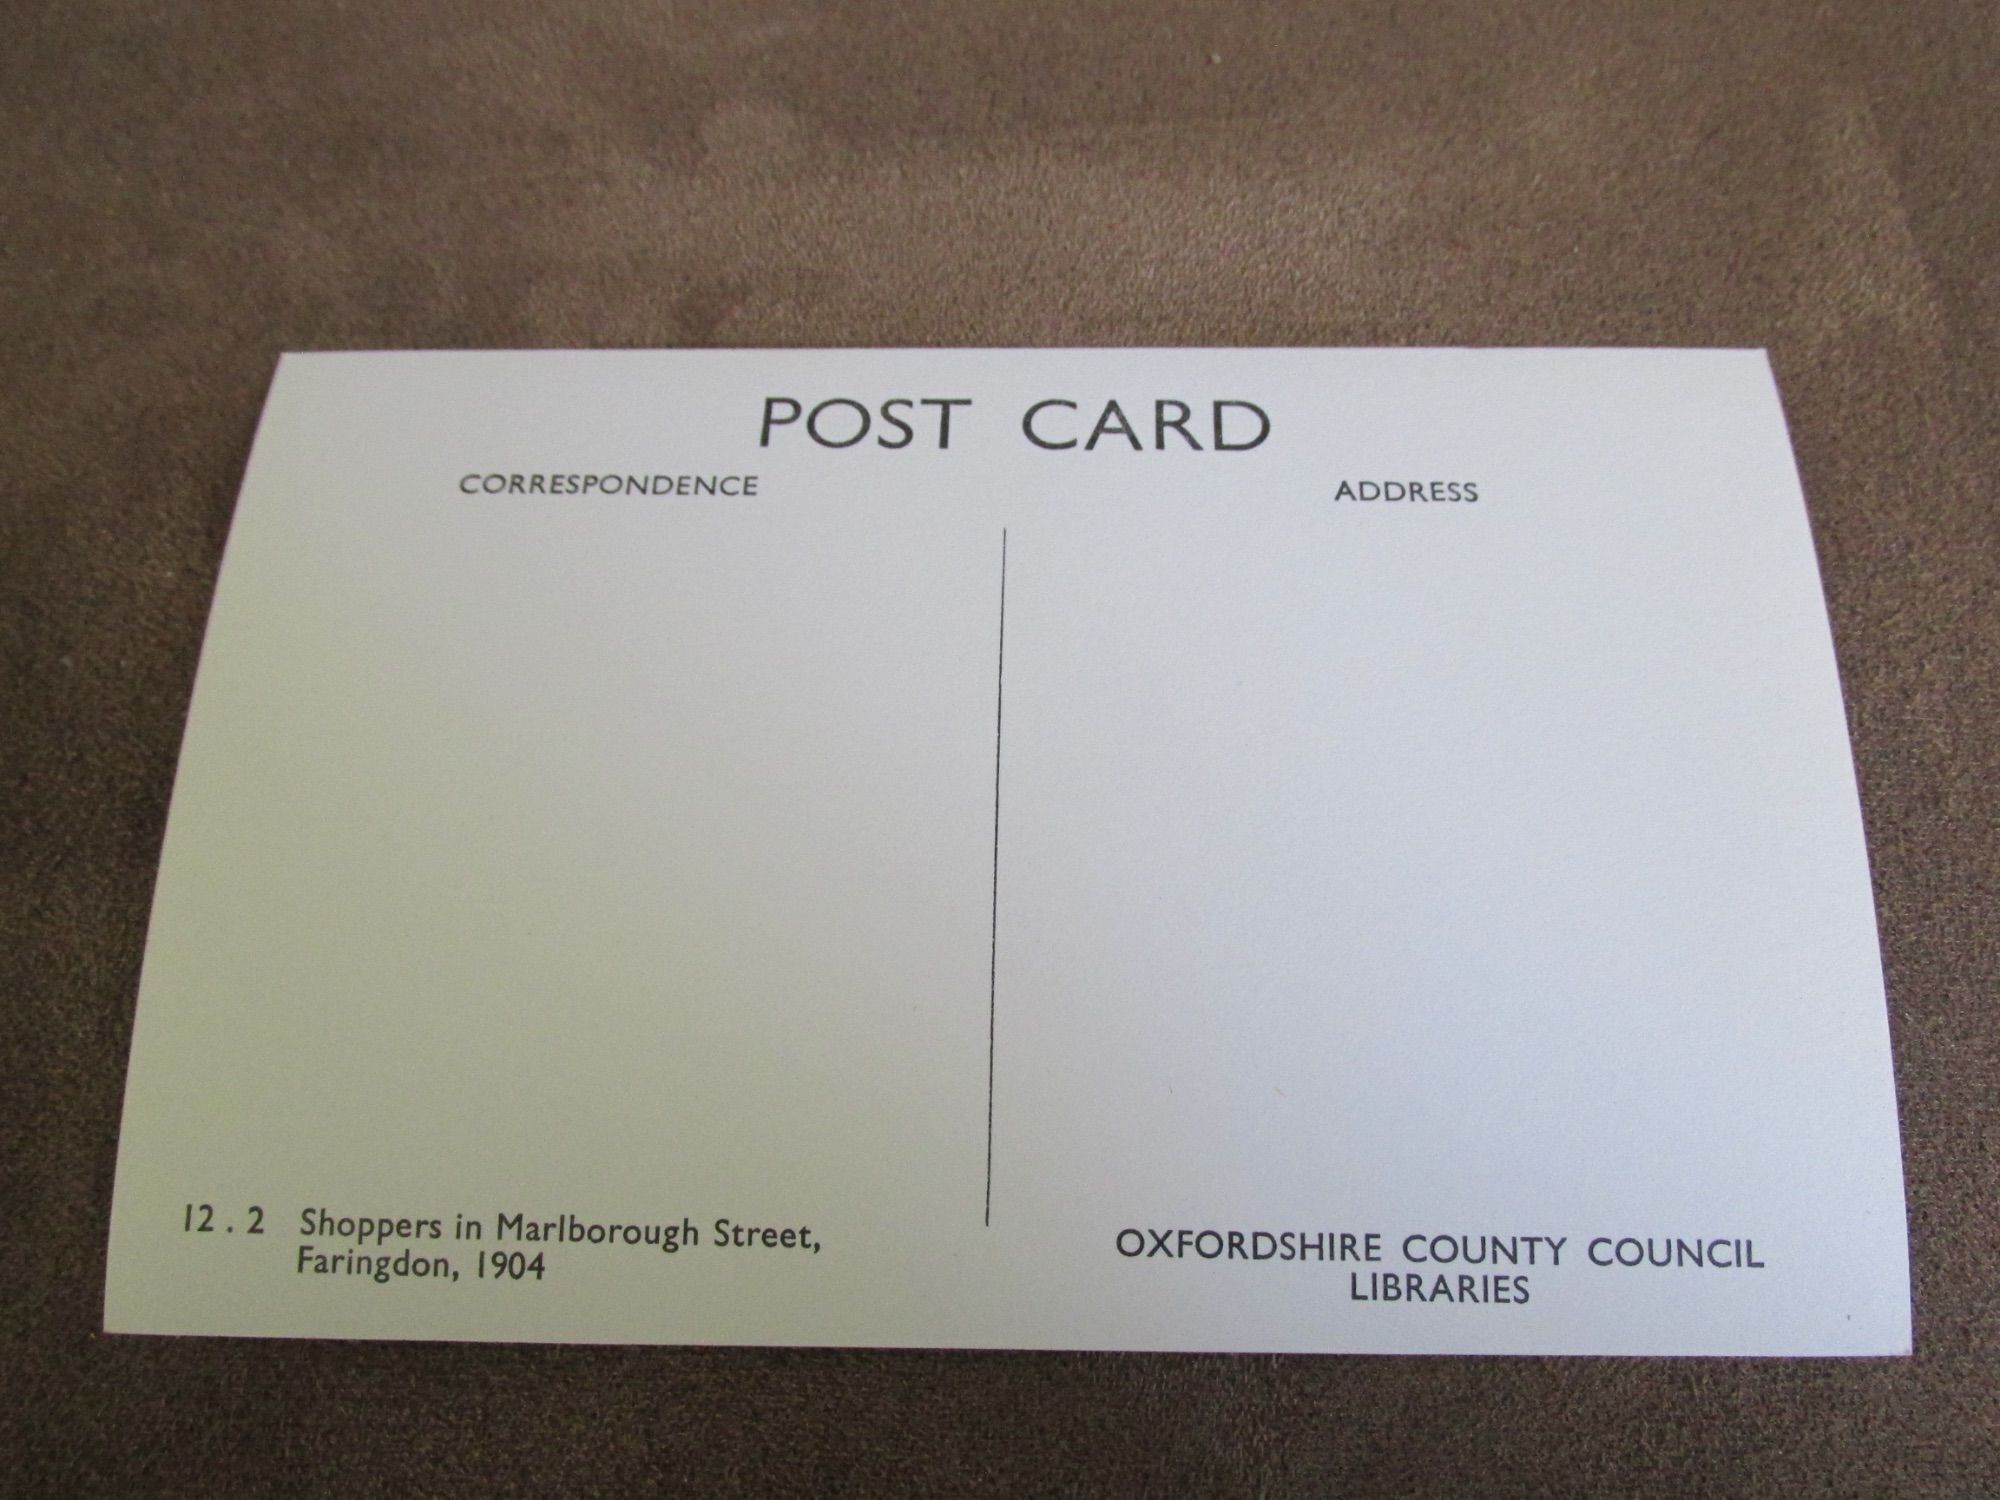 POST CARD
CORRESPONDENCE
ADDRESS
12.2 Shoppers in Marlborough Street,
Faringdon, 1904
OXFORDSHIRE COUNTY COUNCIL
LIBRARIES